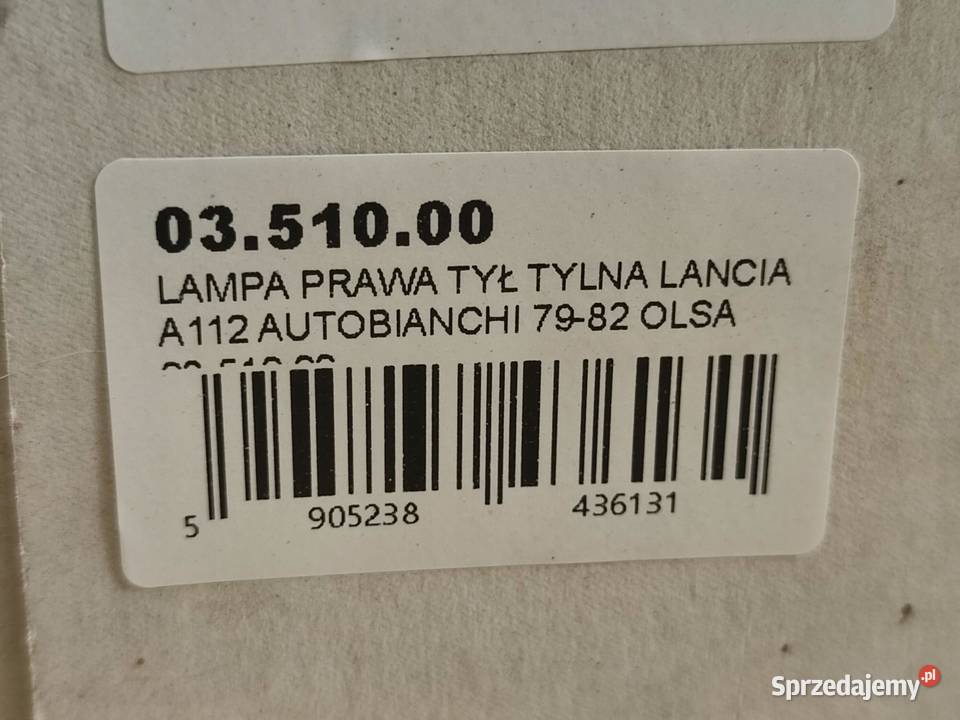 03.510.00
LAMPA PRAWA TYŁ TYLNA LANCIA
A112 AUTOBIANCHI 79-82 OLSA
5 905238 436131
Sprzedajemy.pl